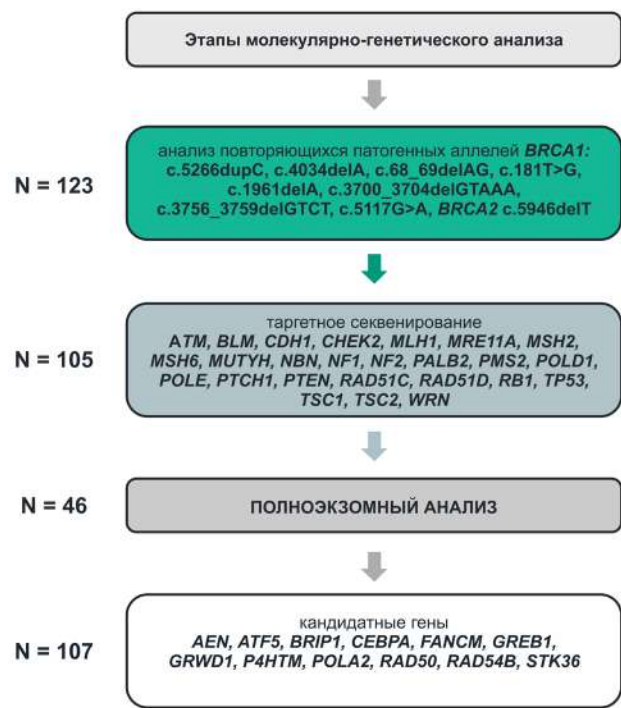 Этапы молекулярно-генетического анализа
N = 123
анализ повторяющихся патогенных аллелей BRCA1:
c.5266dupC, c.4034delA, c.68_69delAG, c.181T>G,
c.1961delA, c.3700_3704delGTAAA,
c.3756_3759delGTCT, c.5117G>A, BRCA2 c.5946delT
N = 105
таргетное секвенирование
ATM, BLM, CDH1, CHEK2, MLH1, MRE11A, MSH2,
MSH6, MUTYH, NBN, NF1, NF2, PALB2, PMS2, POLD1,
POLE, PTCH1, PTEN, RAD51C, RAD51D, RB1, TP53,
TSC1, TSC2, WRN
N = 46
ПОЛНОЭКЗОМНЫЙ АНАЛИЗ
N = 107
кандидатные гены
AEN, ATF5, BRIP1, CEBPA, FANCM, GREB1,
GRWD1, P4HTM, POLA2, RAD50, RAD54B, STK36